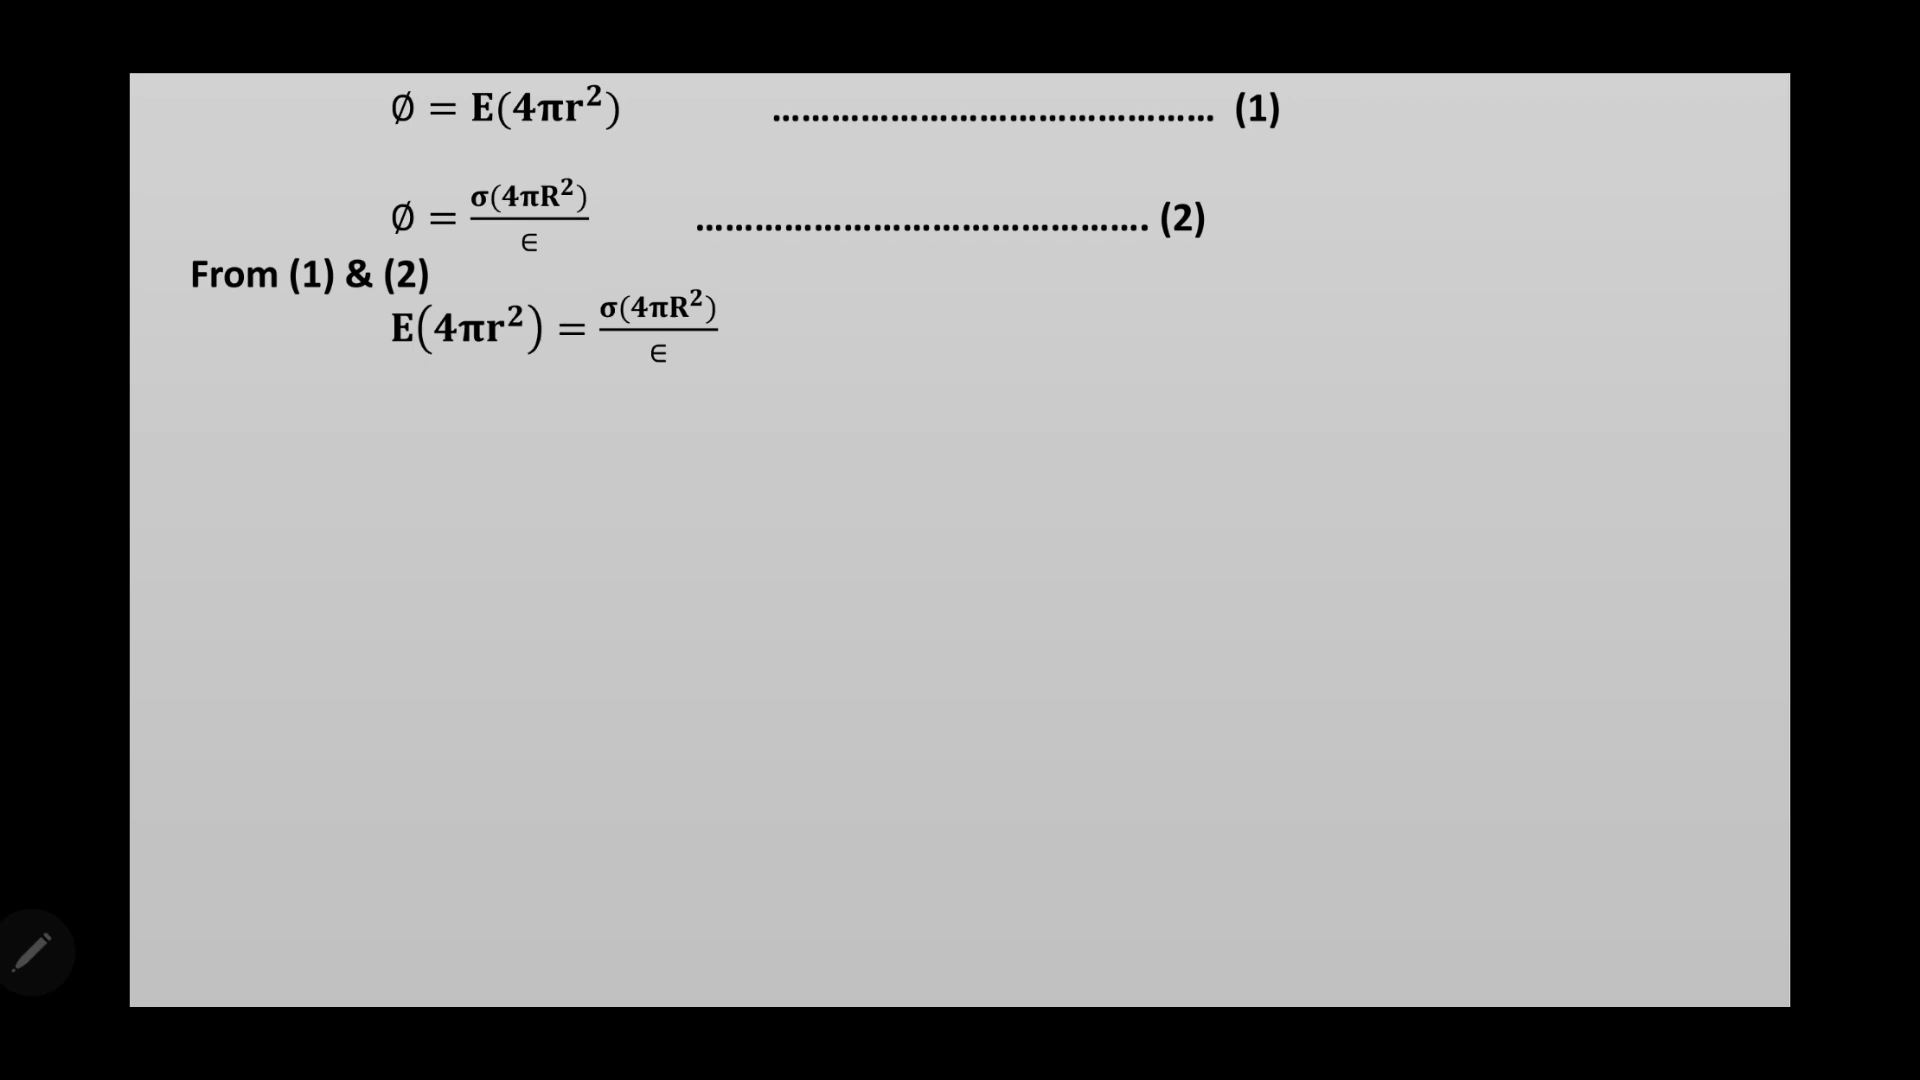 ∅ = E(4πr²) ............................................. (1)
∅ = σ(4πR²)/∈ .............................................. (2)
From (1) & (2)
E(4πr²) = σ(4πR²)/∈